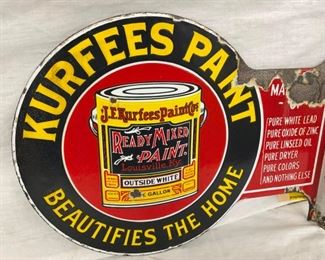 KURFEES PAINT
J.F. Kurfees Paint Co's
READY MIXED
PAINT.
Louisville, Ky.
OUTSIDE WHITE
GALLON
BEAUTIFIES THE HOME
MA
PURE WHITE LEAD
PURE OXIDE OF ZINC
PURE LINSEED OIL
PURE DRYER
PURE COLORS
AND NOTHING ELSE